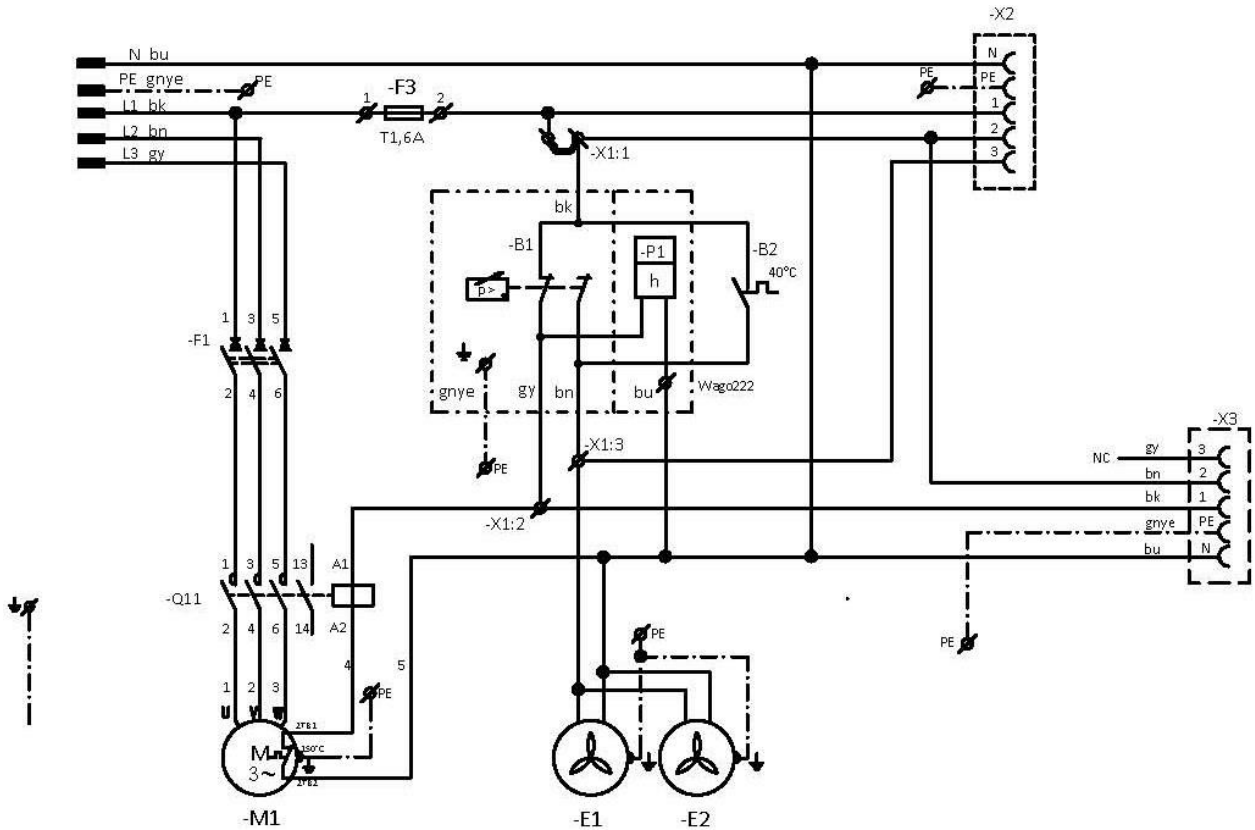 -X2
N bu
N
PE gnye
PE
PE
PE
L1 bk
1
-F3
2
1
T1,6A
L2 bn
-X1:1
2
L3 gy
3
bk
-B1
-P1
-B2
h
40°C
p>
1 3 5
-F1
2 4 6
gnye
gy
bn
bu
Wago222
-X3
-X1:3
PE
NC
gy
3
bn
2
bk
1
-X1:2
gnye
PE
bu
N
1 3 5 13 A1
-Q11
2 4 6 14 A2
PE
PE
4
5
1 2 3
PE
U V W
2TB1
M
150°C
3~
2TB2
-M1
-E1
-E2